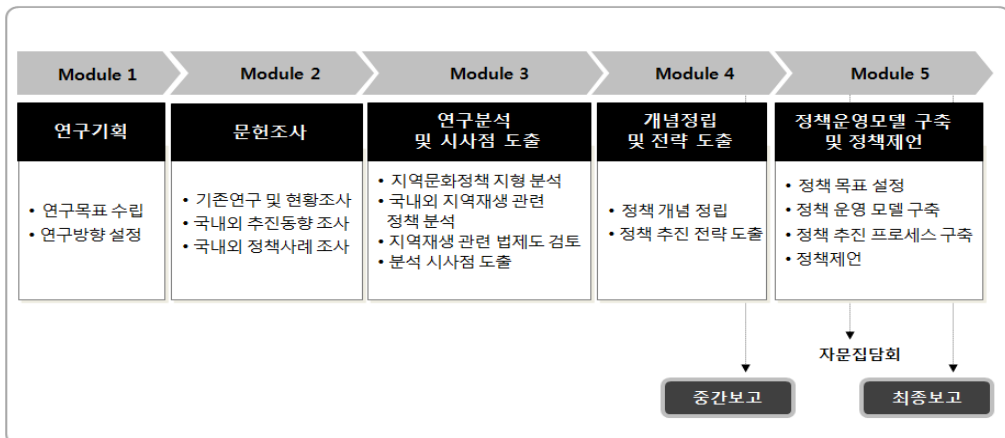 Module 1
Module 2
Module 3
Module 4
Module 5
연구기획
문헌조사
연구분석
및 시사점 도출
개념정립
및 전략 도출
정책운영모델 구축
및 정책제언
• 연구목표 수립
• 연구방향 설정
• 기존연구 및 현황조사
• 국내외 추진동향 조사
• 국내외 정책사례 조사
• 지역문화정책 지형 분석
• 국내외 지역재생 관련
정책 분석
• 지역재생 관련 법제도 검토
• 분석 시사점 도출
• 정책 개념 정립
• 정책 추진 전략 도출
• 정책 목표 설정
• 정책 운영 모델 구축
• 정책 추진 프로세스 구축
• 정책제언
자문집담회
중간보고
최종보고